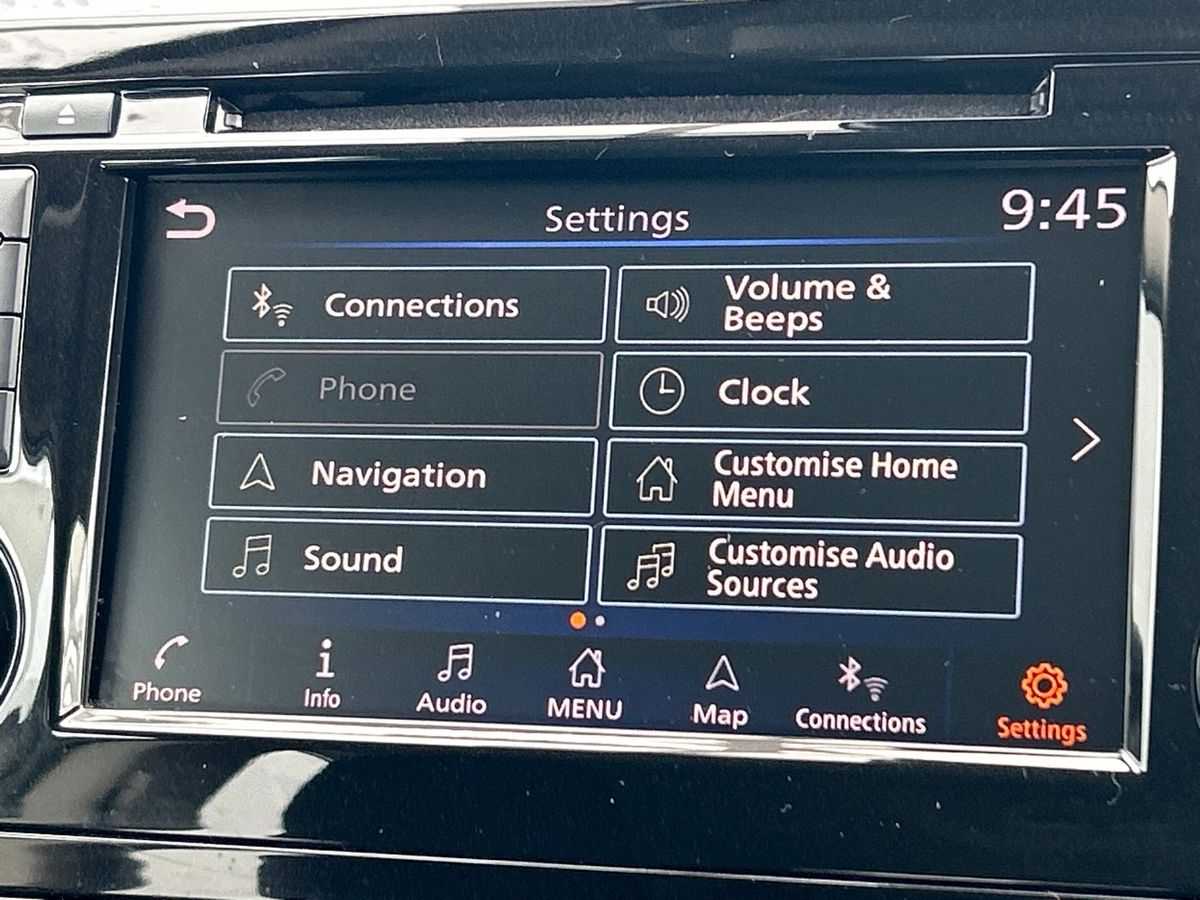 Settings
9:45
Connections
Volume &
Beeps
Phone
Clock
Navigation
Customise Home
Menu
Sound
Customise Audio
Sources
Phone
Info
Audio
MENU
Map
Connections
Settings